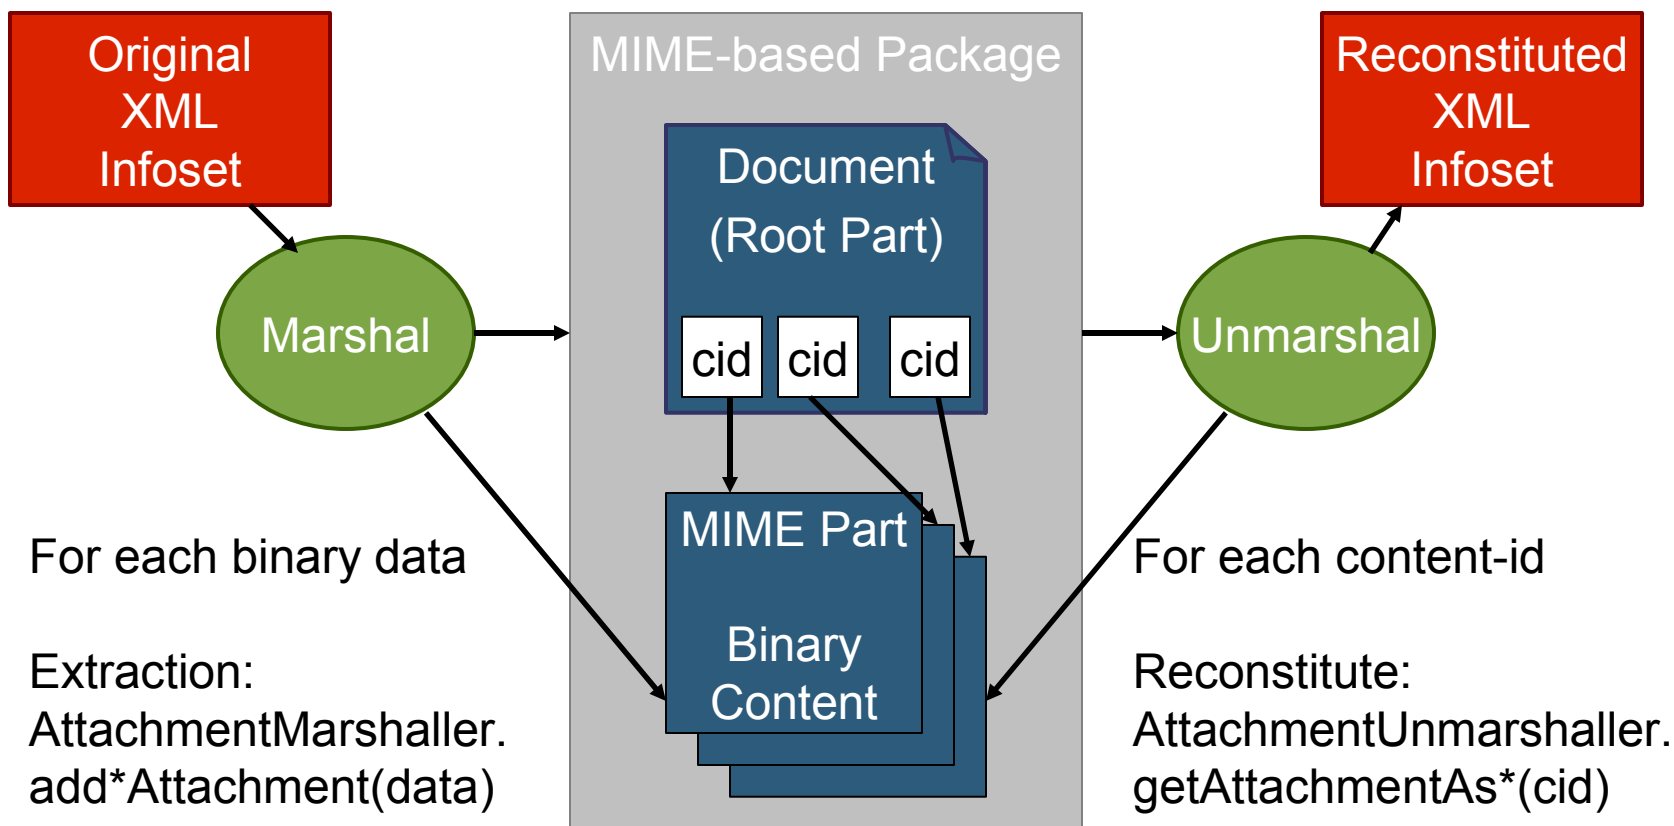 Original
XML
Infoset
MIME-based Package
Reconstituted
XML
Infoset
Document
(Root Part)
Marshal
cid
cid
cid
Unmarshal
MIME Part
Binary
Content
For each binary data
Extraction:
AttachmentMarshaller.
add*Attachment(data)
For each content-id
Reconstitute:
AttachmentUnmarshaller.
getAttachmentAs*(cid)